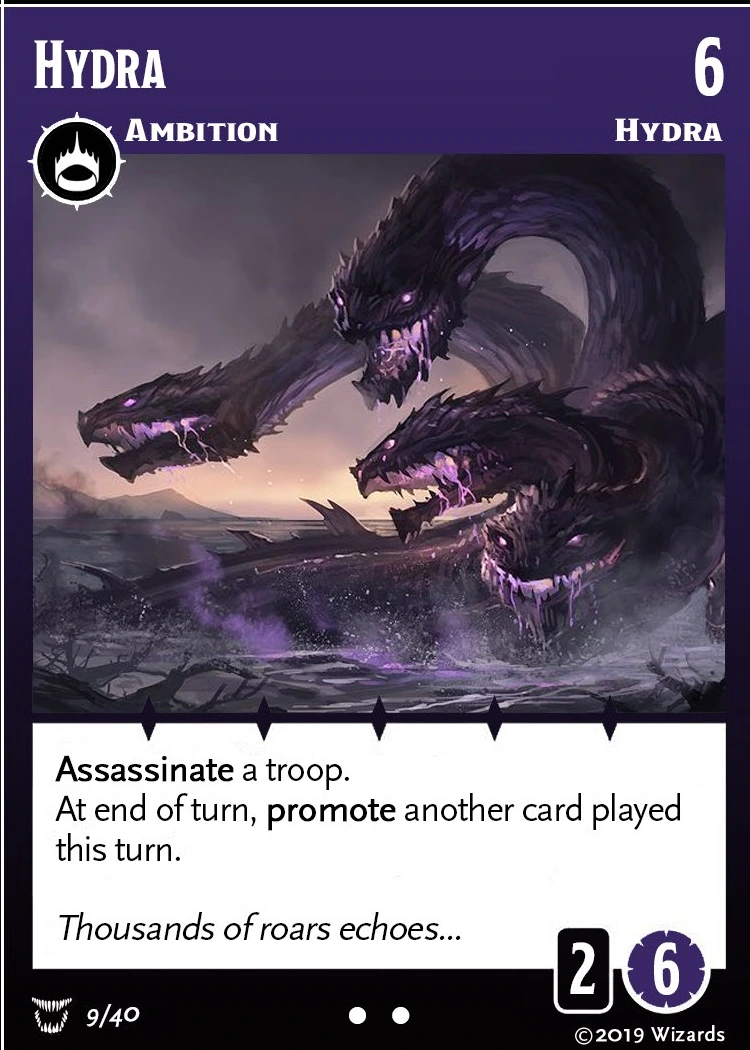 Hydra 6
Ambition Hydra
Assassinate a troop.
At end of turn, promote another card played
this turn.
Thousands of roars echoes...
2 6
9/40
©2019 Wizards